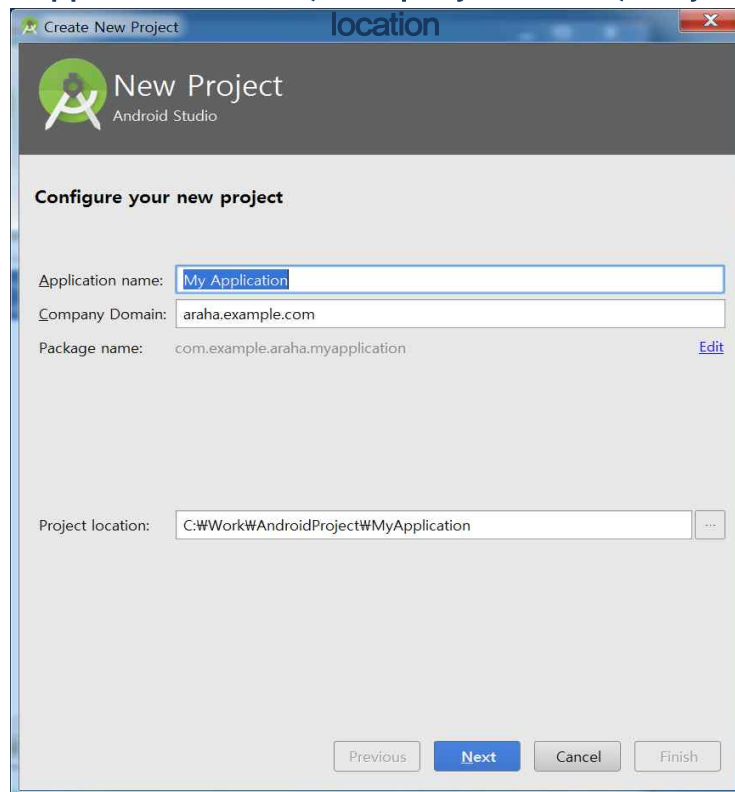 location
Create New Project
New Project
Android Studio
Configure your new project
Application name: My Application
Company Domain: araha.example.com
Package name: com.example.araha.myapplication Edit
Project location: C:₩Work₩AndroidProject₩MyApplication ...
Previous Next Cancel Finish